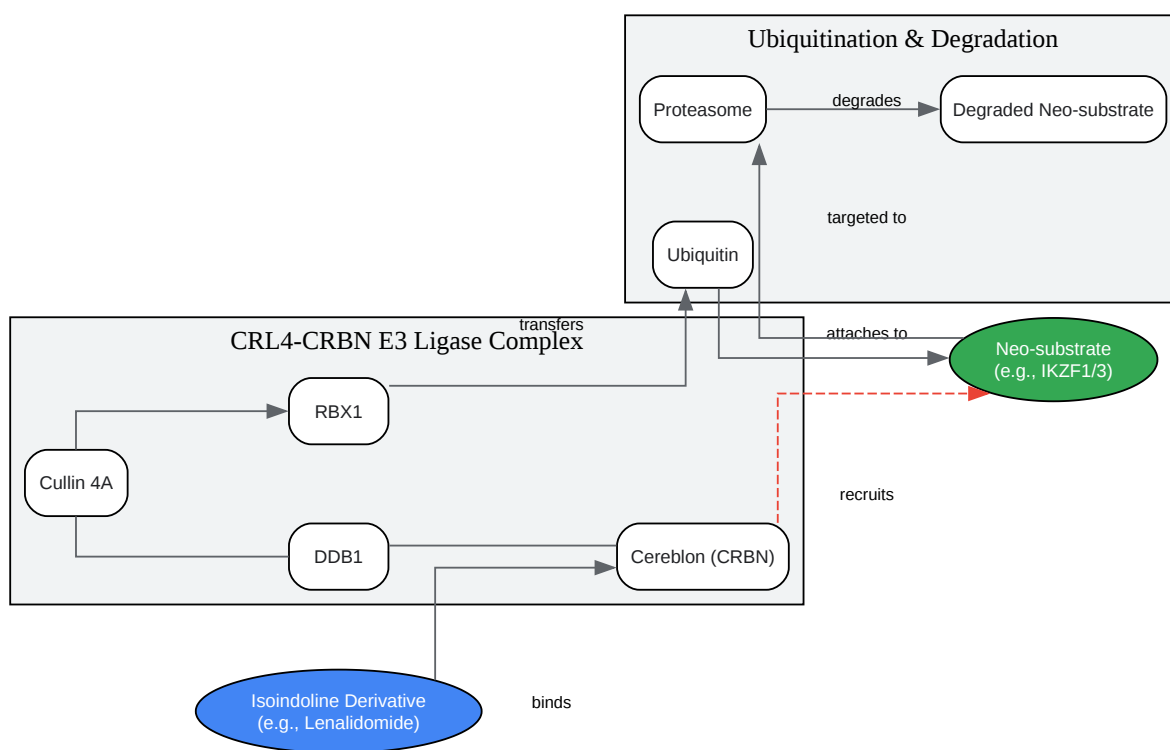 Ubiquitination & Degradation
Proteasome
degrades
Degraded Neo-substrate
targeted to
Ubiquitin
transfers
CRL4-CRBN E3 Ligase Complex
attaches to
Neo-substrate
(e.g., IKZF1/3)
RBX1
Cullin 4A
recruits
DDB1
Cereblon (CRBN)
Isoindoline Derivative
(e.g., Lenalidomide)
binds